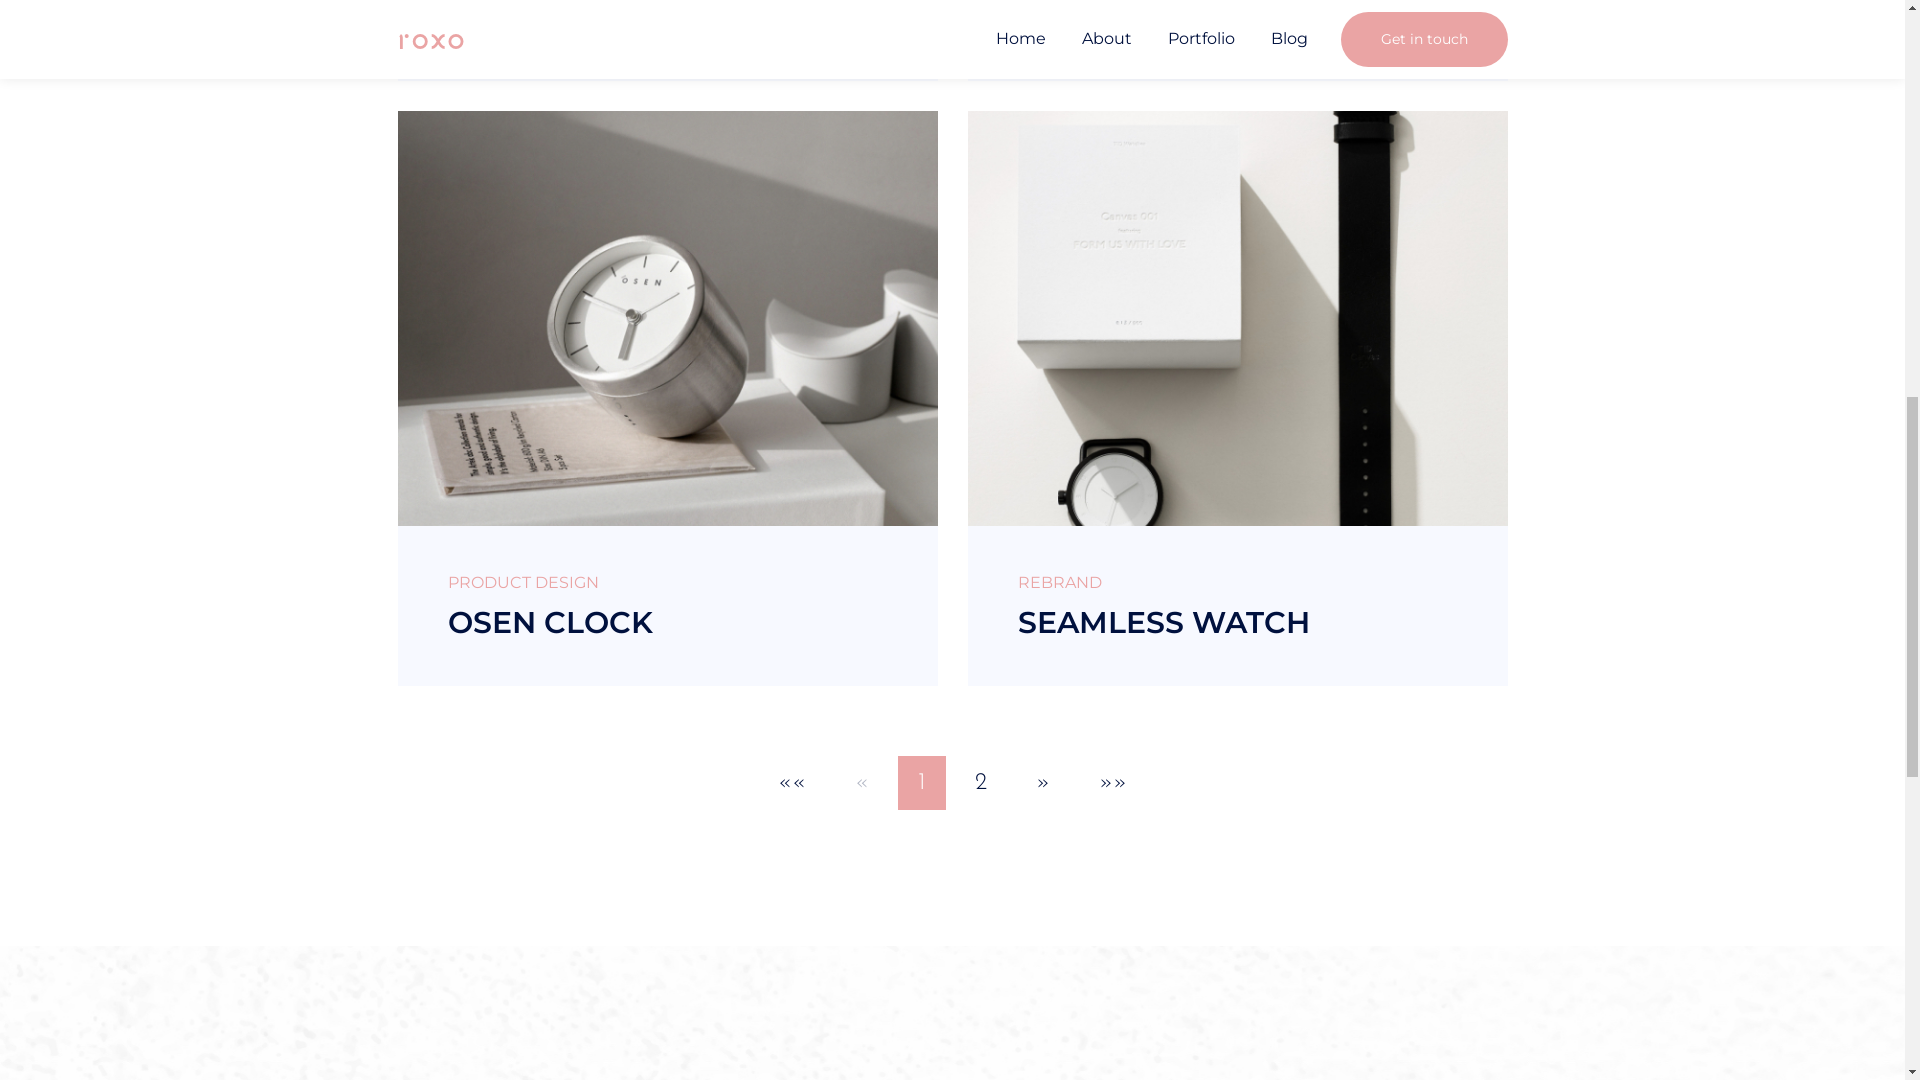 roxo
Home
About
Portfolio
Blog
Get in touch
OSEN
Canvas 001
FORM US WITH LOVE
PRODUCT DESIGN
OSEN CLOCK
REBRAND
SEAMLESS WATCH
««
«
1
2
»
»»